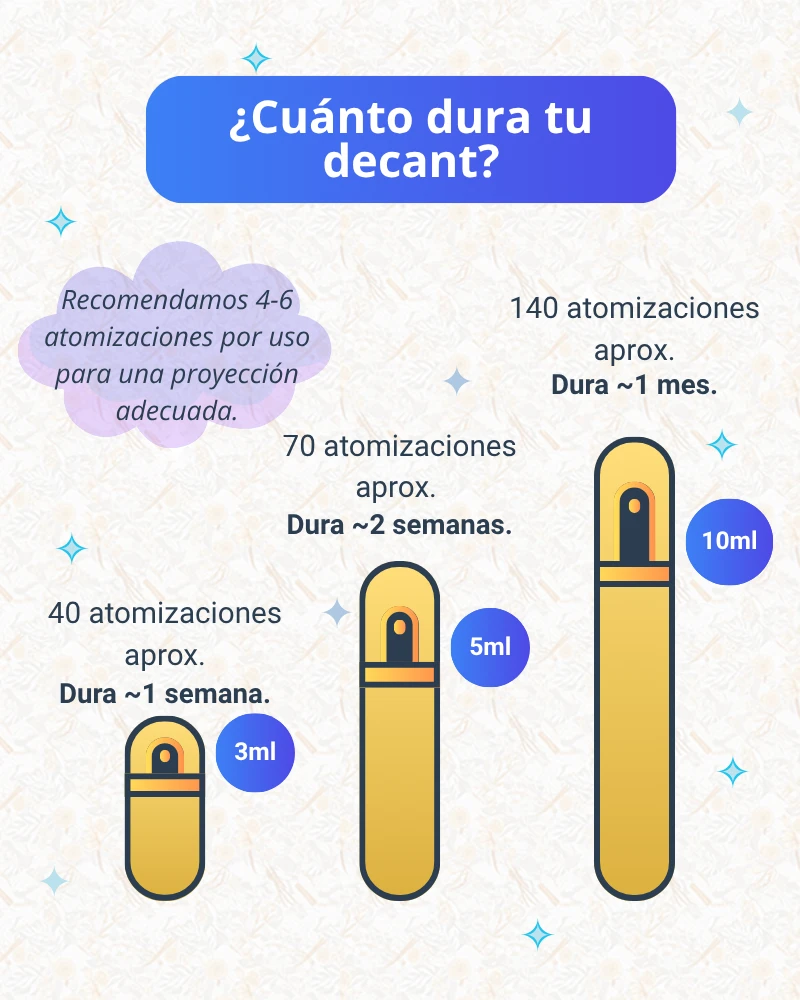 ¿Cuánto dura tu
decant?
Recomendamos 4-6
atomizaciones por uso
para una proyección
adecuada.
140 atomizaciones
aprox.
Dura ~1 mes.
10ml
70 atomizaciones
aprox.
Dura ~2 semanas.
5ml
40 atomizaciones
aprox.
Dura ~1 semana.
3ml